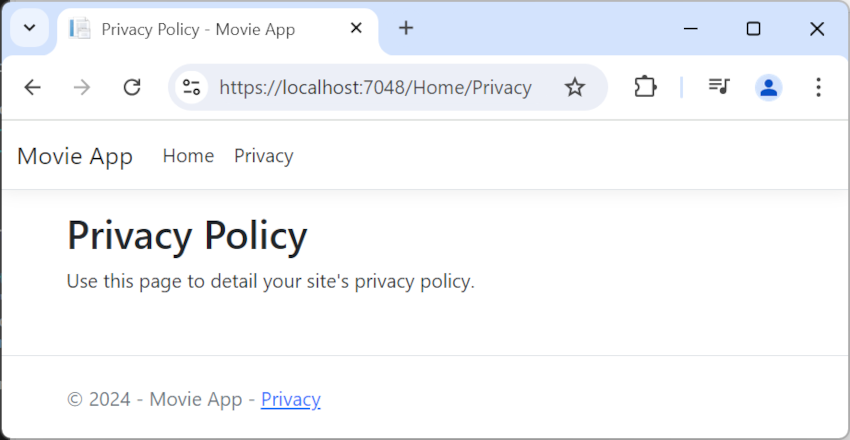 Privacy Policy - Movie App
https://localhost:7048/Home/Privacy
Movie App Home Privacy
Privacy Policy
Use this page to detail your site's privacy policy.
© 2024 - Movie App - Privacy